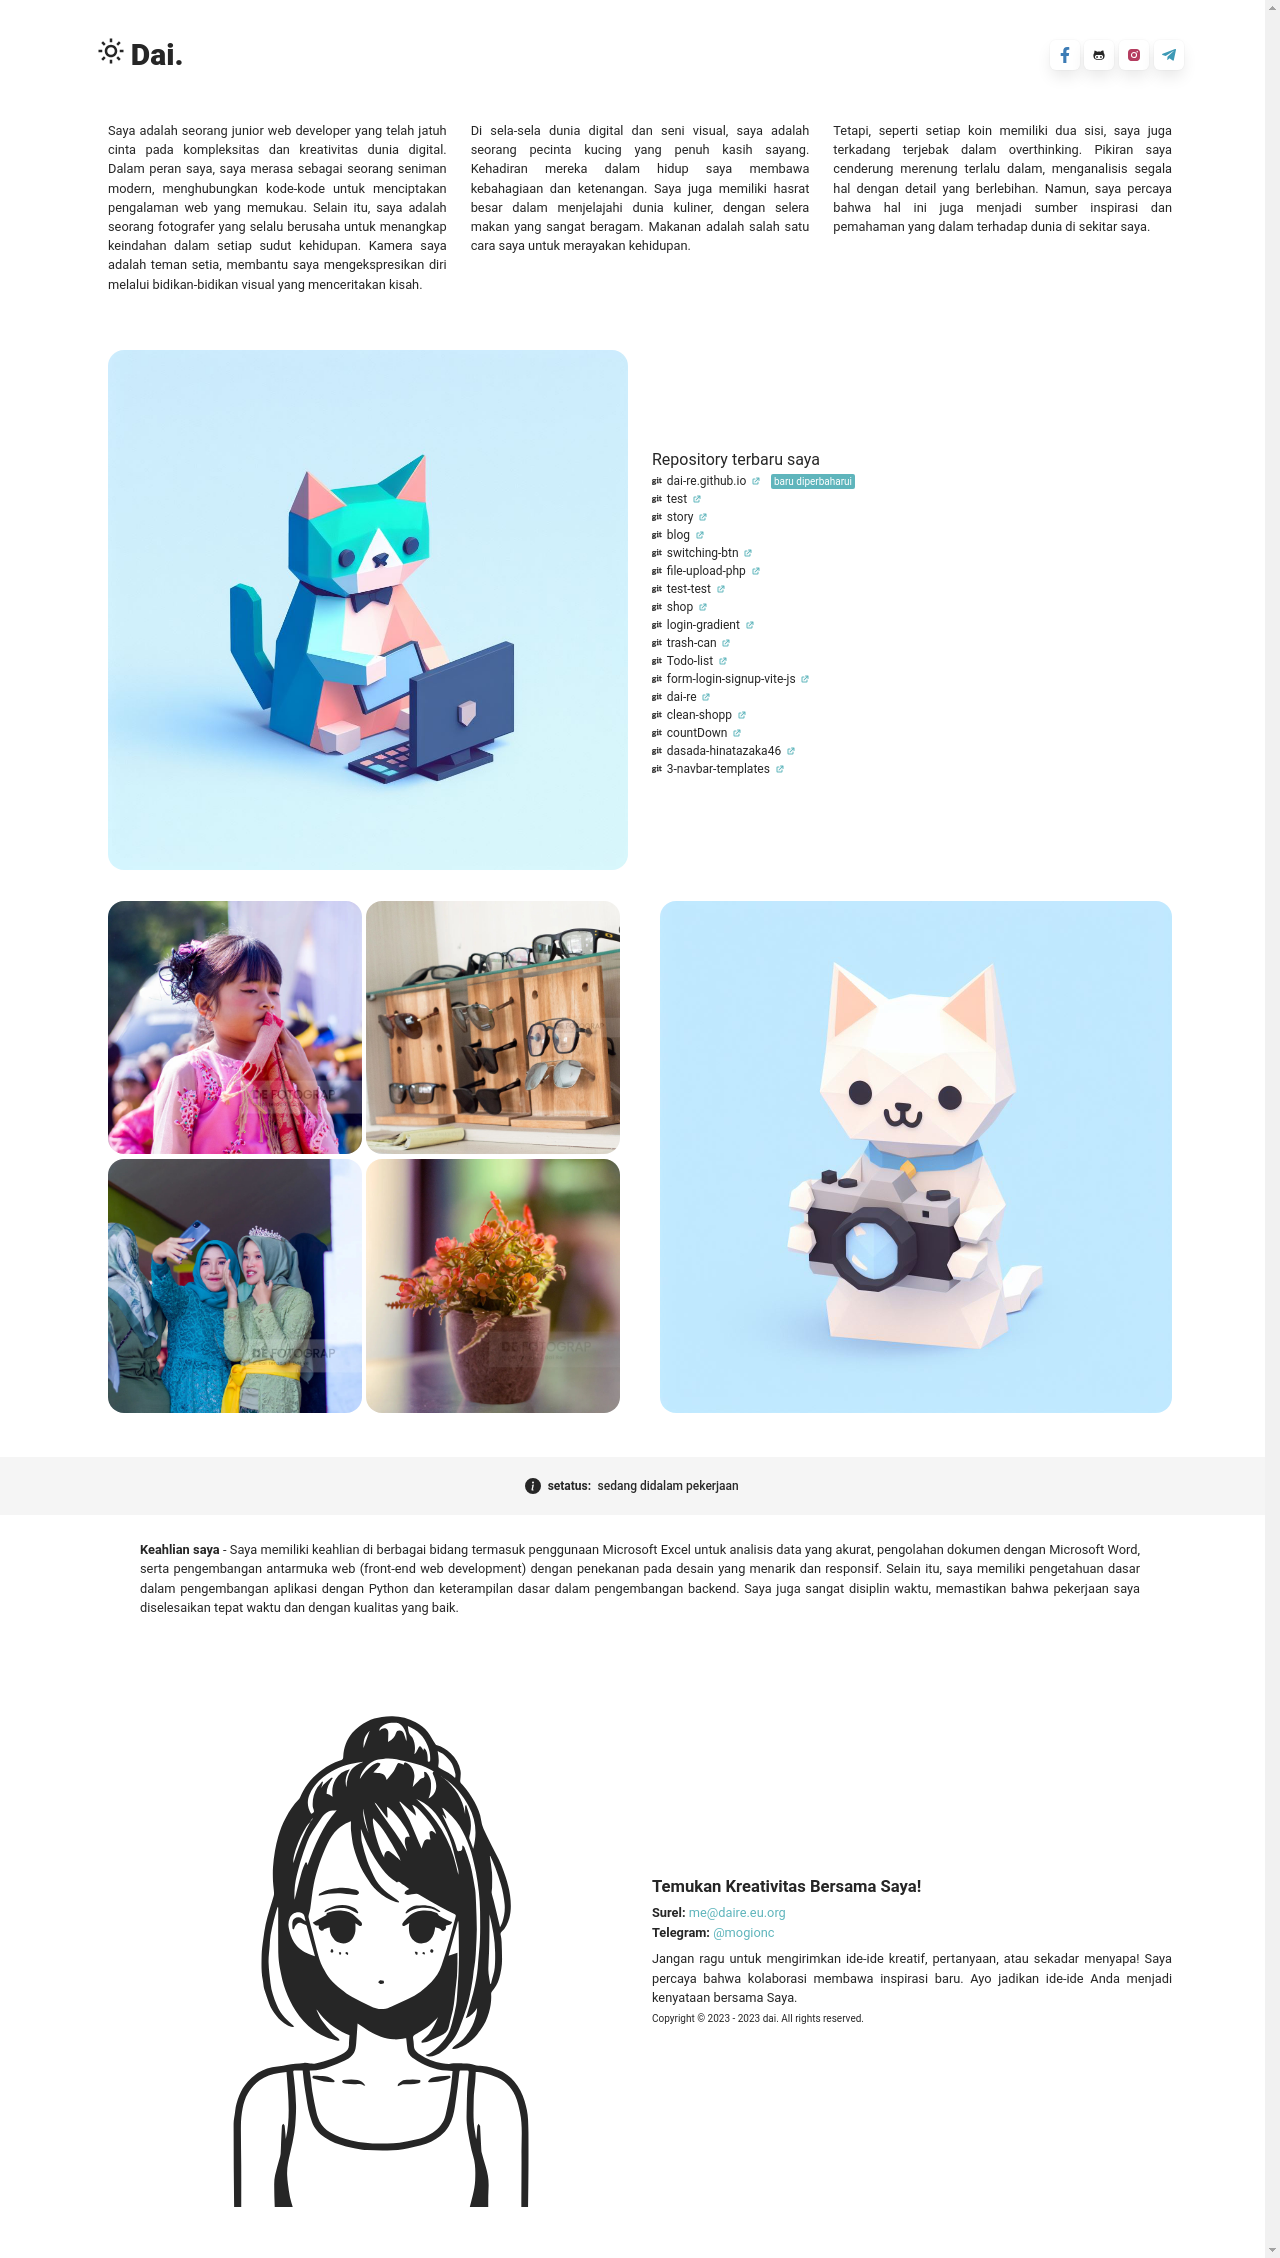 Dai.
Saya adalah seorang junior web developer yang telah jatuh
cinta pada kompleksitas dan kreativitas dunia digital.
Dalam peran saya, saya merasa sebagai seorang seniman
modern, menghubungkan kode-kode untuk menciptakan
pengalaman web yang memukau. Selain itu, saya adalah
seorang fotografer yang selalu berusaha untuk menangkap
keindahan dalam setiap sudut kehidupan. Kamera saya
adalah teman setia, membantu saya mengekspresikan diri
melalui bidikan-bidikan visual yang menceritakan kisah.
Di sela-sela dunia digital dan seni visual, saya adalah
seorang pecinta kucing yang penuh kasih sayang.
Kehadiran mereka dalam hidup saya membawa
kebahagiaan dan ketenangan. Saya juga memiliki hasrat
besar dalam menjelajahi dunia kuliner, dengan selera
makan yang sangat beragam. Makanan adalah salah satu
cara saya untuk merayakan kehidupan.
Tetapi, seperti setiap koin memiliki dua sisi, saya juga
terkadang terjebak dalam overthinking. Pikiran saya
cenderung merenung terlalu dalam, menganalisis segala
hal dengan detail yang berlebihan. Namun, saya percaya
bahwa hal ini juga menjadi sumber inspirasi dan
pemahaman yang dalam terhadap dunia di sekitar saya.
Repository terbaru saya
git dai-re.github.io baru diperbaharui
git test
git story
git blog
git switching-btn
git file-upload-php
git test-test
git shop
git login-gradient
git trash-can
git Todo-list
git form-login-signup-vite-js
git dai-re
git clean-shopp
git countDown
git dasada-hinatazaka46
git 3-navbar-templates
DE FOTOGRAP
DE FOTOGRAP
DE FOTOGRAP
setatus: sedang didalam pekerjaan
Keahlian saya - Saya memiliki keahlian di berbagai bidang termasuk penggunaan Microsoft Excel untuk analisis data yang akurat, pengolahan dokumen dengan Microsoft Word,
serta pengembangan antarmuka web (front-end web development) dengan penekanan pada desain yang menarik dan responsif. Selain itu, saya memiliki pengetahuan dasar
dalam pengembangan aplikasi dengan Python dan keterampilan dasar dalam pengembangan backend. Saya juga sangat disiplin waktu, memastikan bahwa pekerjaan saya
diselesaikan tepat waktu dan dengan kualitas yang baik.
Temukan Kreativitas Bersama Saya!
Surel: me@daire.eu.org
Telegram: @mogionc
Jangan ragu untuk mengirimkan ide-ide kreatif, pertanyaan, atau sekadar menyapa! Saya
percaya bahwa kolaborasi membawa inspirasi baru. Ayo jadikan ide-ide Anda menjadi
kenyataan bersama Saya.
Copyright © 2023 - 2023 dai. All rights reserved.